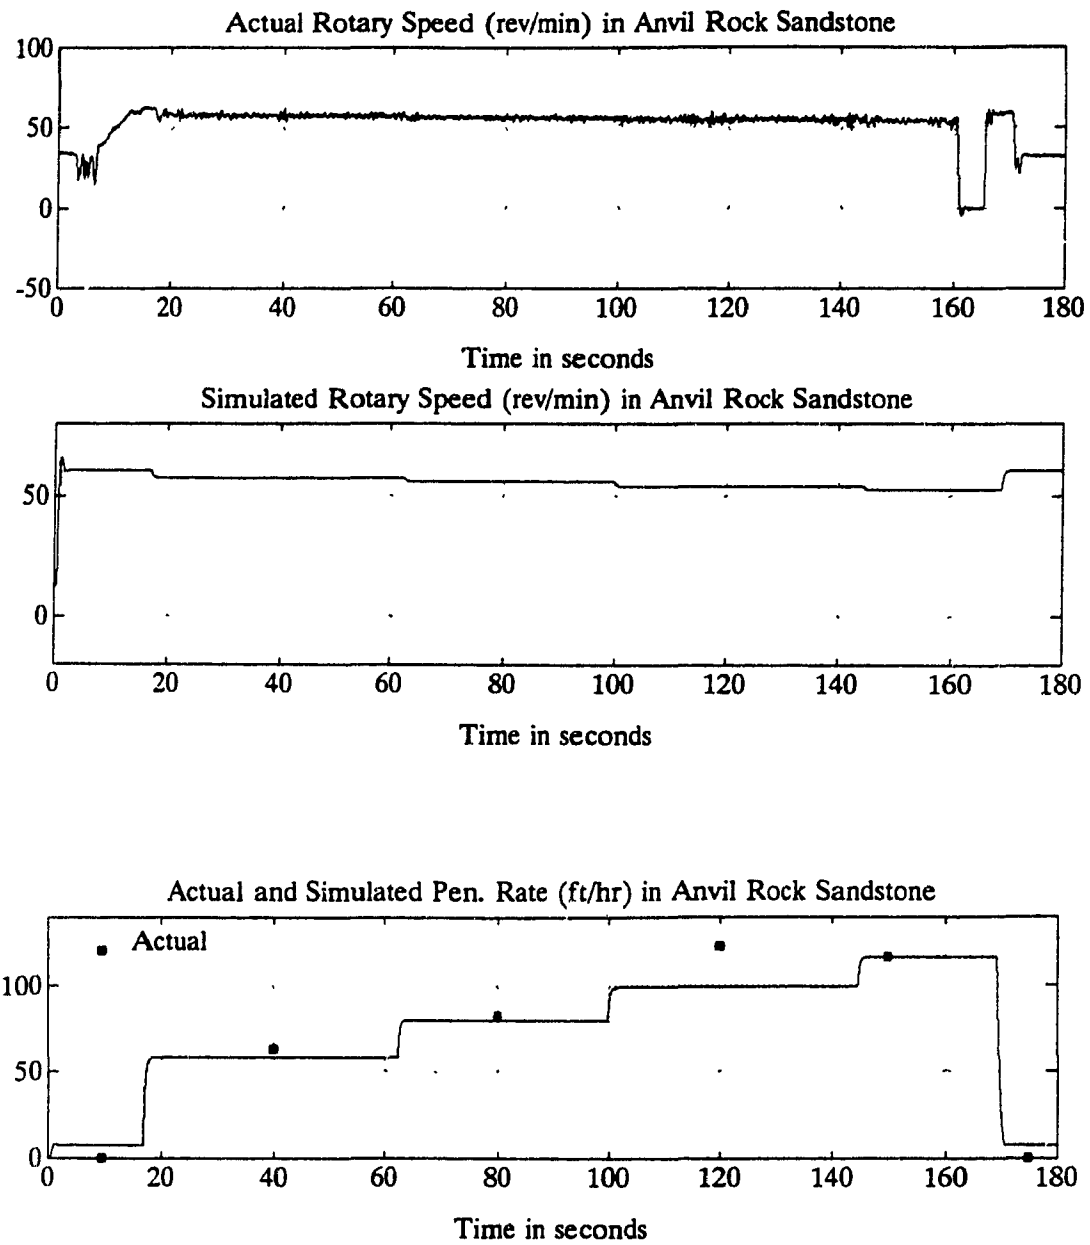 Actual Rotary Speed (rev/min) in Anvil Rock Sandstone
100
50
0
-50
0 20 40 60 80 100 120 140 160 180
Time in seconds
Simulated Rotary Speed (rev/min) in Anvil Rock Sandstone
50
0
0 20 40 60 80 100 120 140 160 180
Time in seconds
Actual and Simulated Pen. Rate (ft/hr) in Anvil Rock Sandstone
Actual
100
50
0
0 20 40 60 80 100 120 140 160 180
Time in seconds